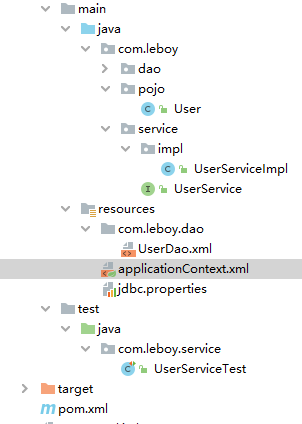 main
java
com.leboy
dao
pojo
User
service
impl
UserServiceImpl
UserService
resources
com.leboy.dao
UserDao.xml
applicationContext.xml
jdbc.properties
test
java
com.leboy.service
UserServiceTest
target
pom.xml